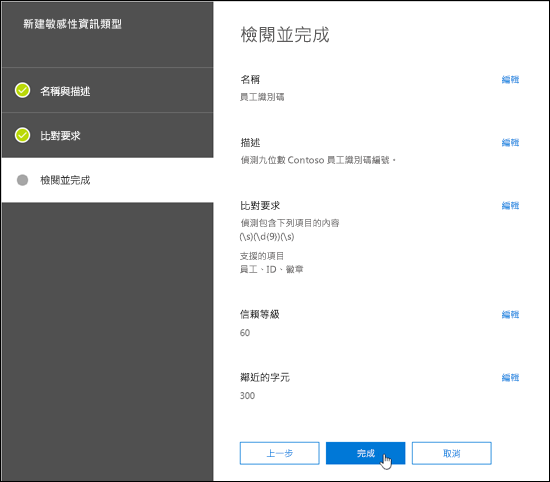 新建敏感性資訊類型
名稱與描述
比對要求
檢閱並完成
檢閱並完成
名稱
編輯
員工識別碼
描述
編輯
偵測九位數 Contoso 員工識別碼編號。
比對要求
編輯
偵測包含下列項目的內容
(\s)(\d{9})(\s)
支援的項目
員工、ID、徽章
信賴等級
編輯
60
鄰近的字元
編輯
300
上一步
完成
取消